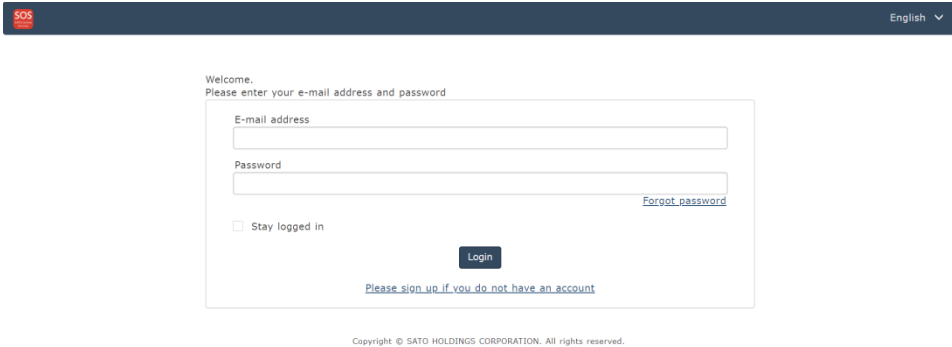 SOS
English
Welcome.
Please enter your e-mail address and password
E-mail address
Password
Forgot password
Stay logged in
Login
Please sign up if you do not have an account
Copyright © SATO HOLDINGS CORPORATION. All rights reserved.